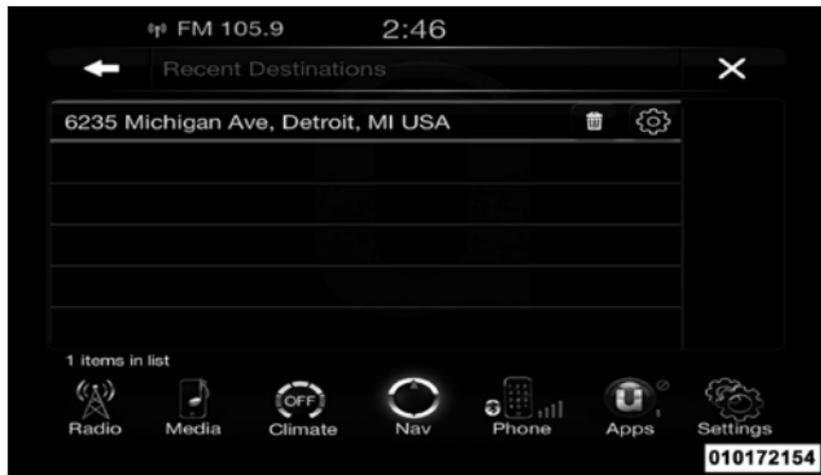 FM 105.9 2:46
Recent Destinations
6235 Michigan Ave, Detroit, MI USA
1 items in list
OFF
Radio Media Climate Nav Phone Apps Settings
010172154